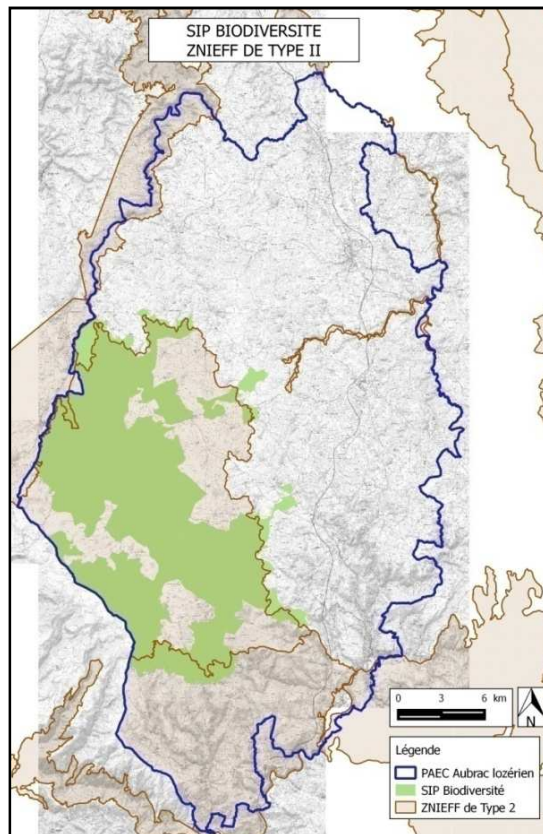 SIP BIODIVERSITE
ZNIEFF DE TYPE II
0 3 6 km
N
Légende
PAEC Aubrac lozérien
SIP Biodiversité
ZNIEFF de Type 2